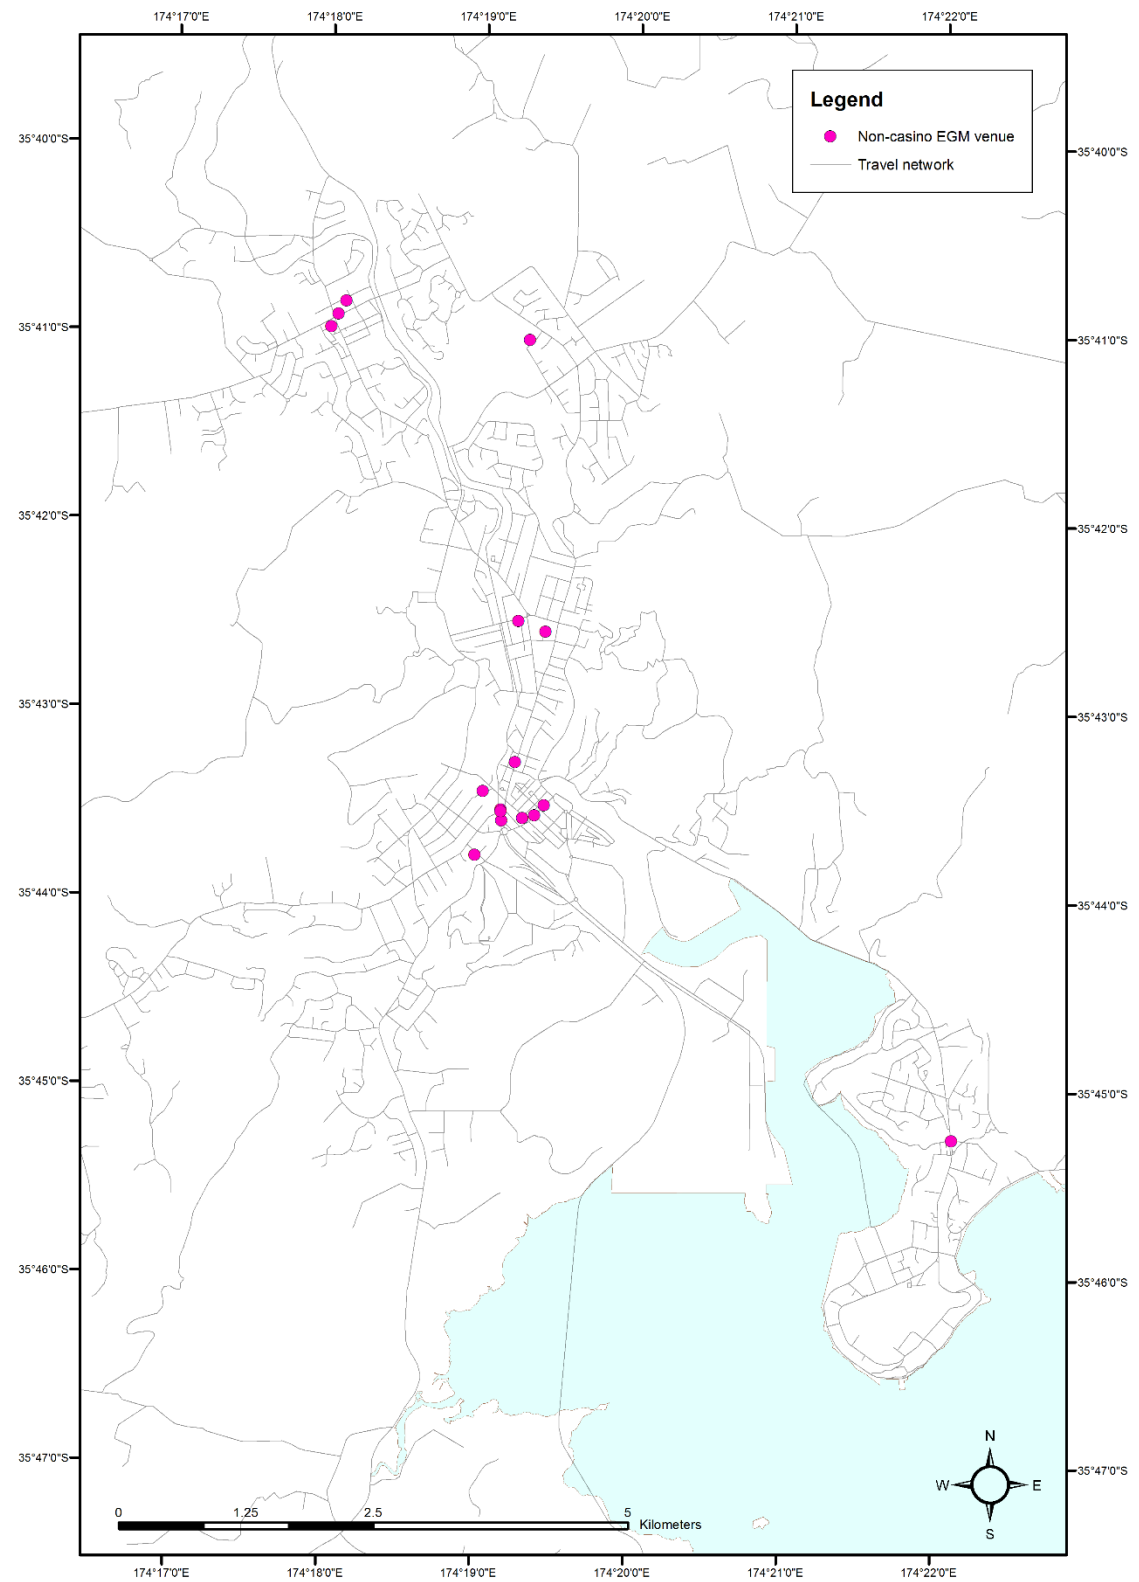 174°17'0"E 174°18'0"E 174°19'0"E 174°20'0"E 174°21'0"E 174°22'0"E
Legend
Non-casino EGM venue
Travel network
35°40'0"S 35°40'0"S
35°41'0"S 35°41'0"S
35°42'0"S 35°42'0"S
35°43'0"S 35°43'0"S
35°44'0"S 35°44'0"S
35°45'0"S 35°45'0"S
35°46'0"S 35°46'0"S
35°47'0"S 35°47'0"S
N
W E
S
0 1.25 2.5 5
Kilometers
174°17'0"E 174°18'0"E 174°19'0"E 174°20'0"E 174°21'0"E 174°22'0"E